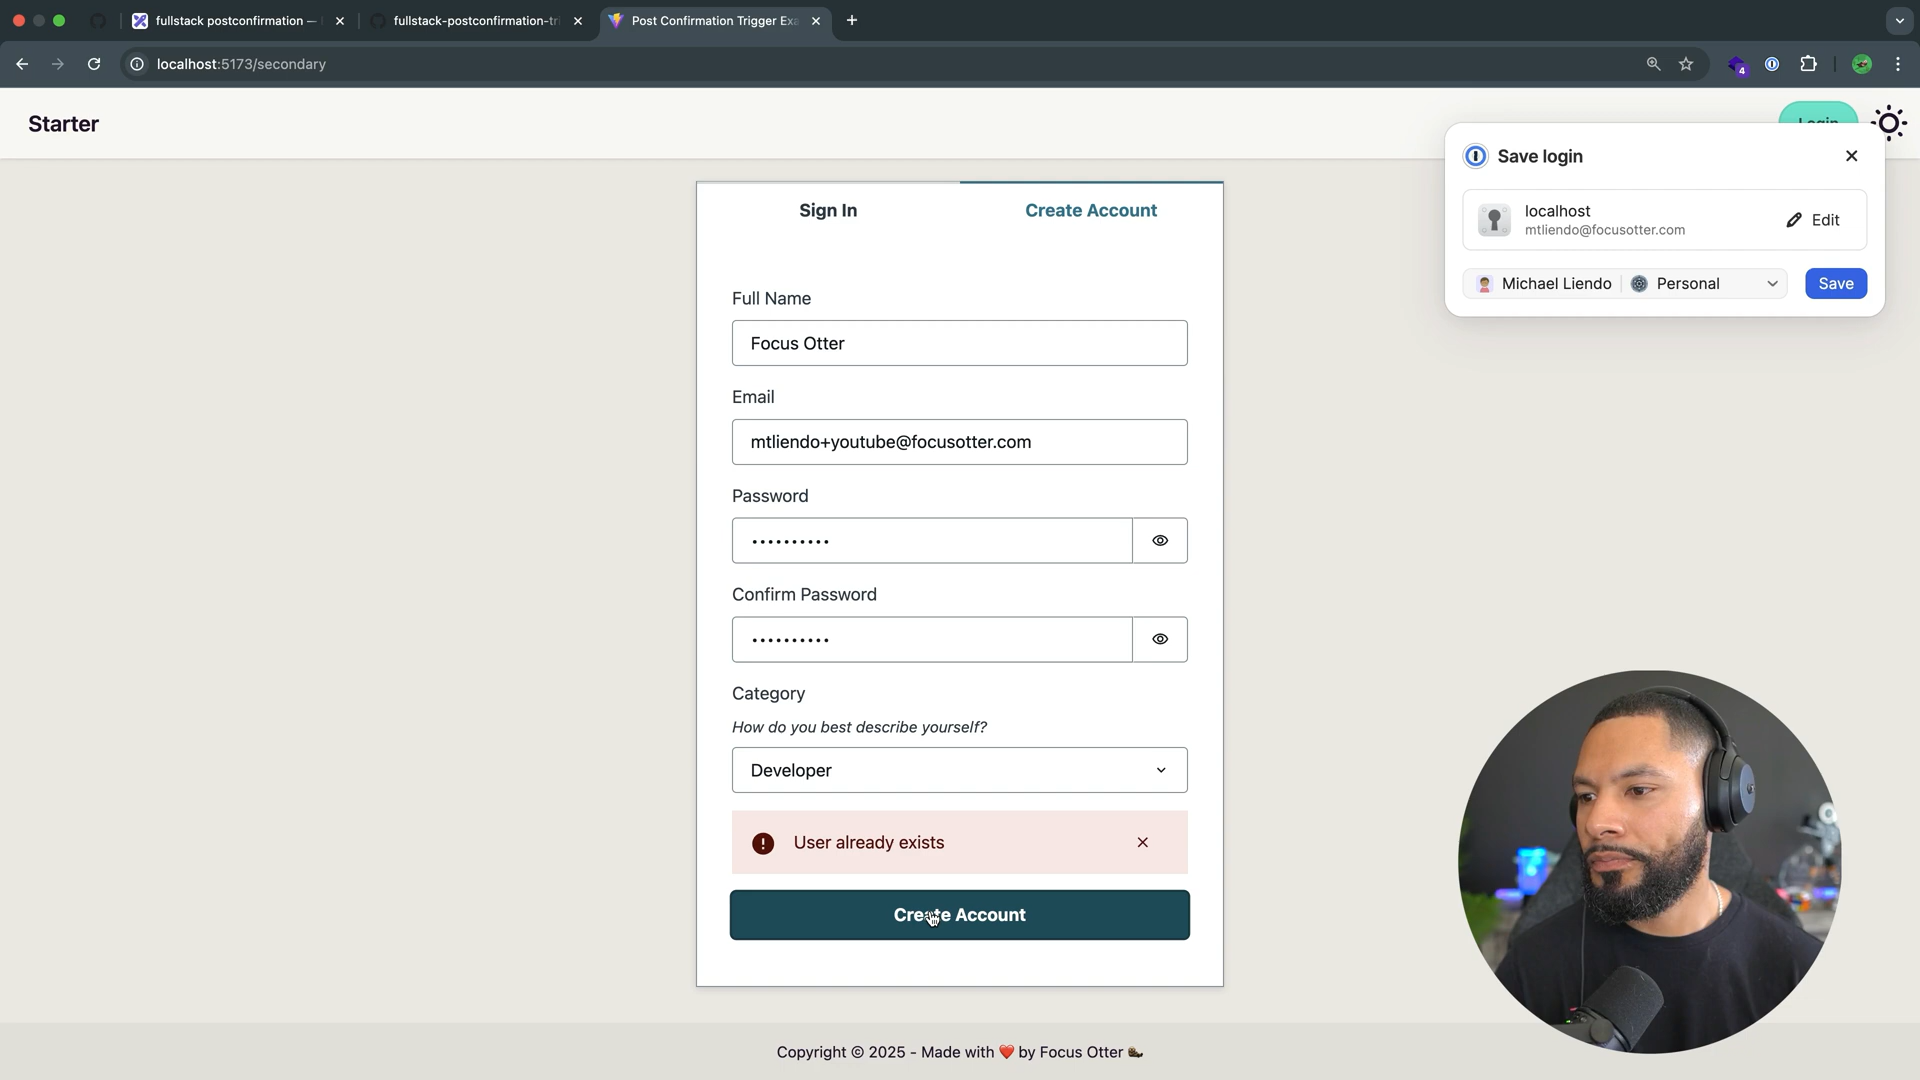 fullstack postconfirmation —
fullstack-postconfirmation-tri
Post Confirmation Trigger Exa
localhost:5173/secondary
4
Starter
Login
Save login
localhost
mtliendo@focusotter.com
Edit
Michael Liendo
Personal
Save
Sign In
Create Account
Full Name
Focus Otter
Email
mtliendo+youtube@focusotter.com
Password
••••••••••
Confirm Password
••••••••••
Category
How do you best describe yourself?
Developer
User already exists
Create Account
Copyright © 2025 - Made with ❤️ by Focus Otter 🦦